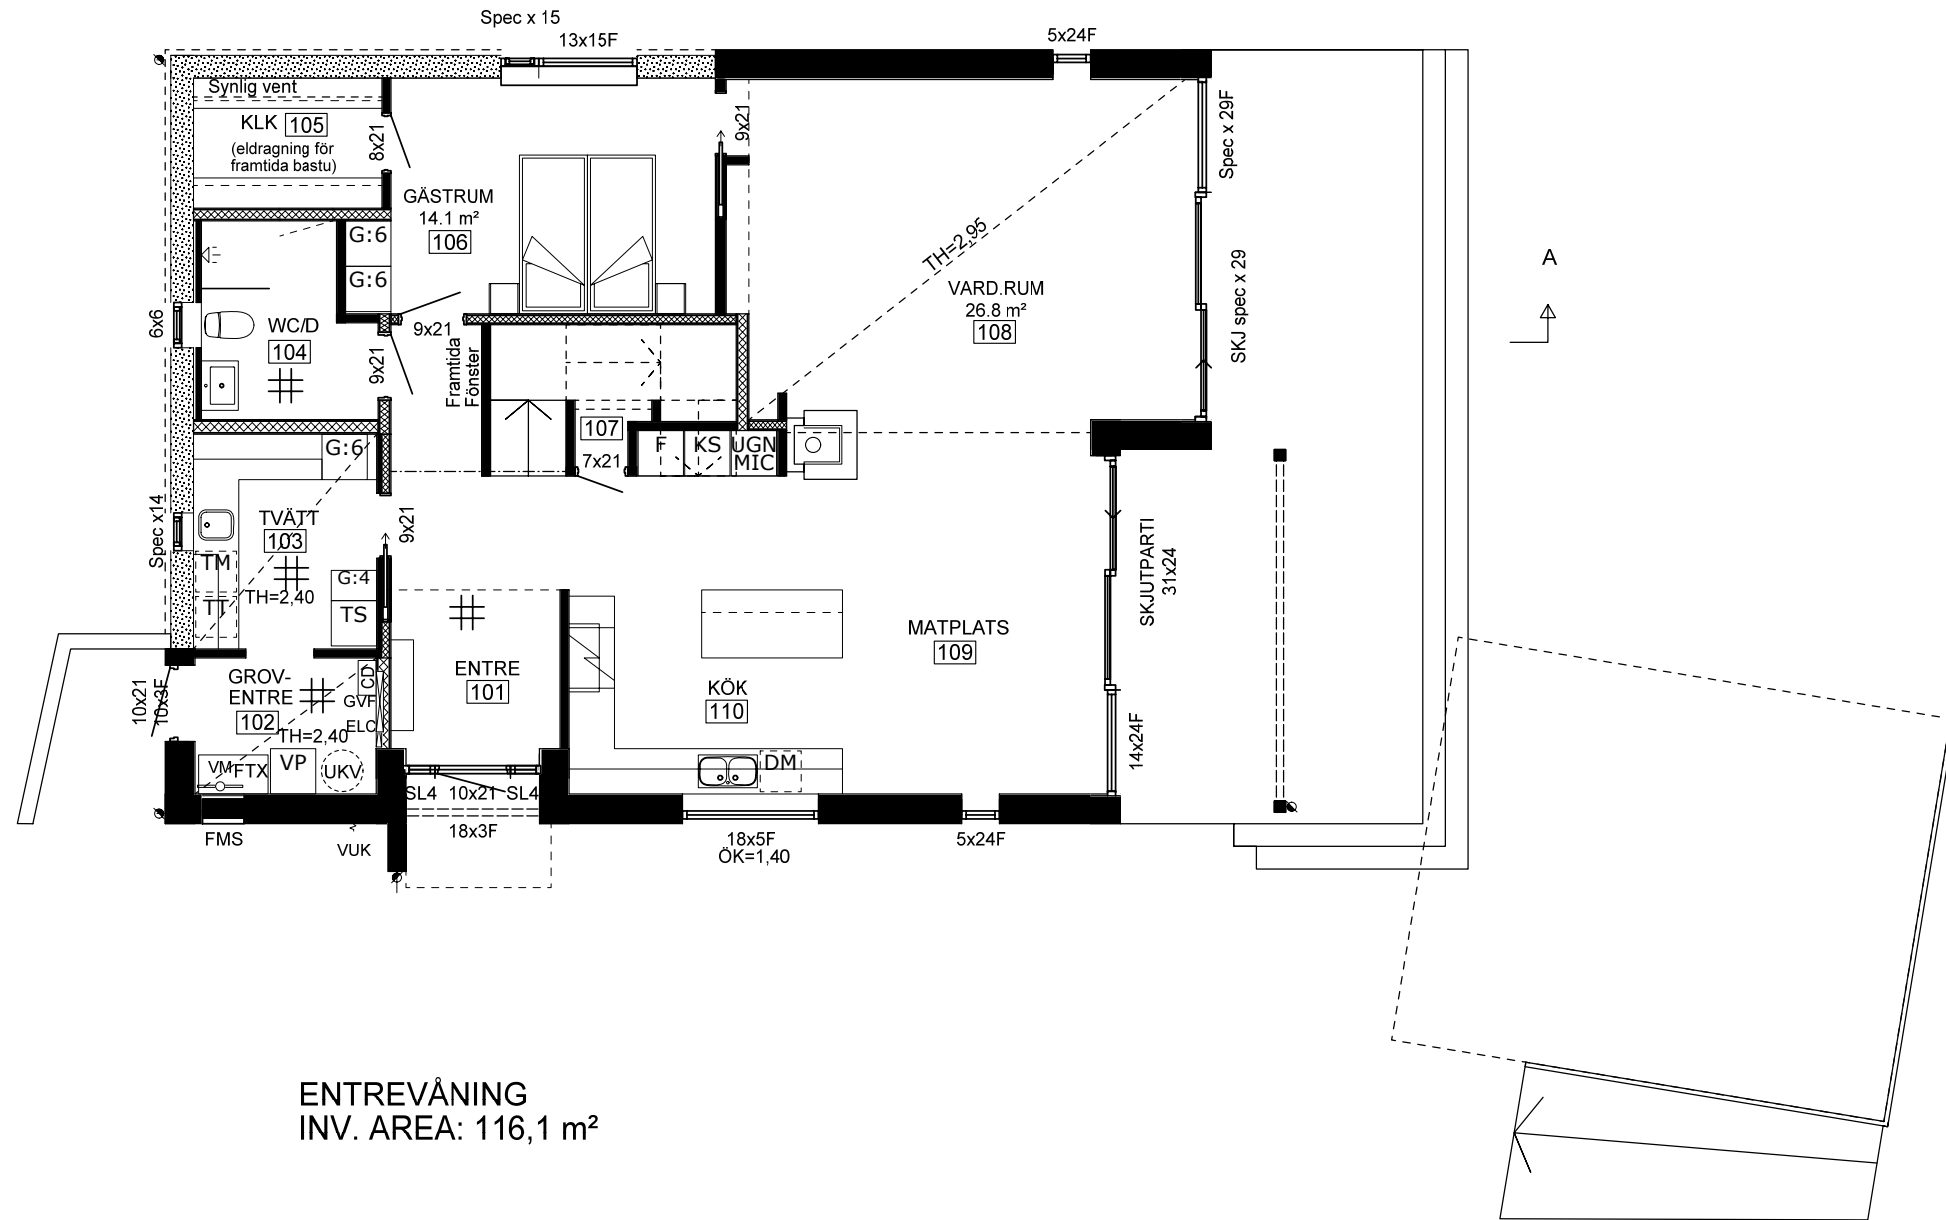 Spec x 15
13x15F
5x24F
Synlig vent
KLK 105
(eldragning för
framtida bastu)
8x21
9x21
Spec x 29F
GÄSTRUM
14.1 m²
106
G:6
G:6
TH=2,95
VARD.RUM
26.8 m²
108
SKJ spec x 29
A
6x6
WC/D
104
9x21
9x21
Framtida
Fönster
107
7x21
F
KS
UGN
MIC
G:6
Spec x14
TVÄTT
103
9x21
TM
TT
TH=2,40
G:4
TS
SKJUTPARTI
31x24
MATPLATS
109
ENTRE
101
KÖK
110
GROV-
ENTRE
102
CD
GVF
ELC
TH=2,40
10x21
10x3F
VM
FTX
VP
UKV
SL4
10x21
SL4
DM
14x24F
FMS
VUK
18x3F
18x5F
ÖK=1,40
5x24F
ENTREVÅNING
INV. AREA: 116,1 m²